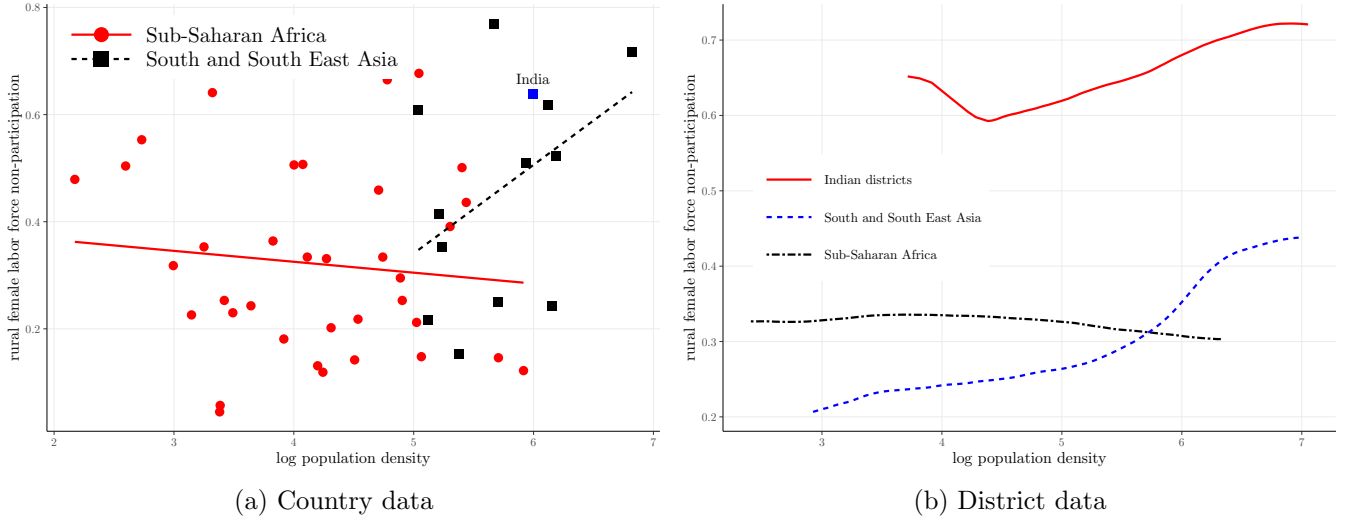 0.8
0.6
0.4
0.2
rural female labor force non-participation
Sub-Saharan Africa
South and South East Asia
India
2
3
4
5
6
7
log population density
(a) Country data
0.7
0.6
0.5
0.4
0.3
0.2
rural female labor force non-participation
Indian districts
South and South East Asia
Sub-Saharan Africa
3
4
5
6
7
log population density
(b) District data